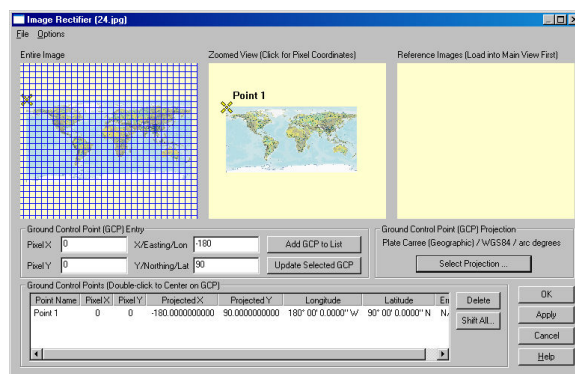 Image Rectifier (24.jpg)
File Options
Entire Image
Zoomed View (Click for Pixel Coordinates)
Reference Images (Load into Main View First)
Point 1
Ground Control Point (GCP) Entry
Pixel X 0 X/Easting/Lon -180 Add GCP to List
Pixel Y 0 Y/Northing/Lat 90 Update Selected GCP
Ground Control Point (GCP) Projection
Plate Carree (Geographic) / WGS84 / arc degrees
Select Projection ...
Ground Control Points (Double-click to Center on GCP)
Point Name Pixel X Pixel Y Projected X Projected Y Longitude Latitude
Point 1 0 0 -180.0000000000 90.0000000000 180° 00' 0.0000" W 90° 00' 0.0000" N
Delete
Shift All...
OK
Apply
Cancel
Help